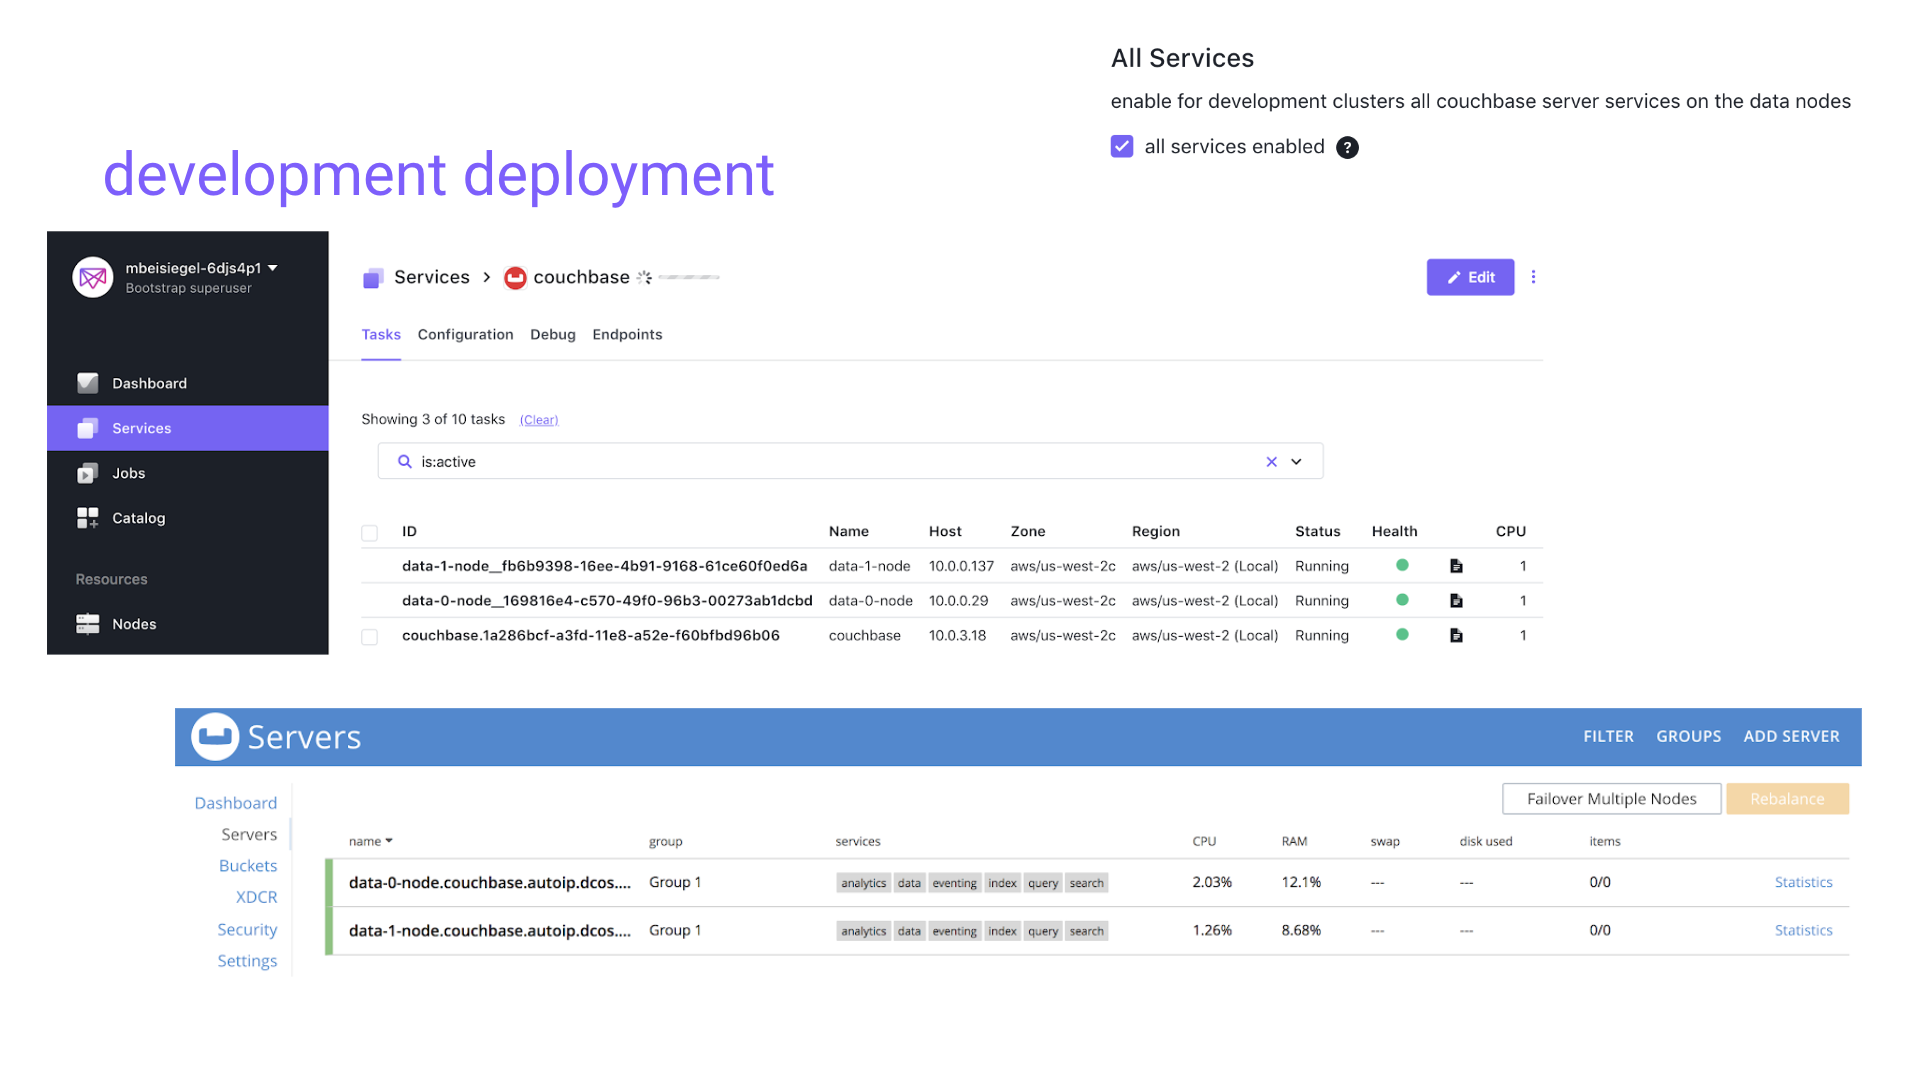 All Services
enable for development clusters all couchbase server services on the data nodes
all services enabled ?
development deployment
mbeisiegel-6djs4p1
Bootstrap superuser
Dashboard
Services
Jobs
Catalog
Resources
Nodes
Services > couchbase
Edit
Tasks Configuration Debug Endpoints
Showing 3 of 10 tasks (Clear)
is:active
ID Name Host Zone Region Status Health CPU
data-1-node__fb6b9398-16ee-4b91-9168-61ce60f0ed6a data-1-node 10.0.0.137 aws/us-west-2c aws/us-west-2 (Local) Running 1
data-0-node__169816e4-c570-49f0-96b3-00273ab1dcbd data-0-node 10.0.0.29 aws/us-west-2c aws/us-west-2 (Local) Running 1
couchbase.1a286bcf-a3fd-11e8-a52e-f60bfbd96b06 couchbase 10.0.3.18 aws/us-west-2c aws/us-west-2 (Local) Running 1
Servers
FILTER GROUPS ADD SERVER
Dashboard
Servers
Buckets
XDCR
Security
Settings
Failover Multiple Nodes Rebalance
name group services CPU RAM swap disk used items
data-0-node.couchbase.autoip.dcos.... Group 1 analytics data eventing index query search 2.03% 12.1% --- --- 0/0 Statistics
data-1-node.couchbase.autoip.dcos.... Group 1 analytics data eventing index query search 1.26% 8.68% --- --- 0/0 Statistics